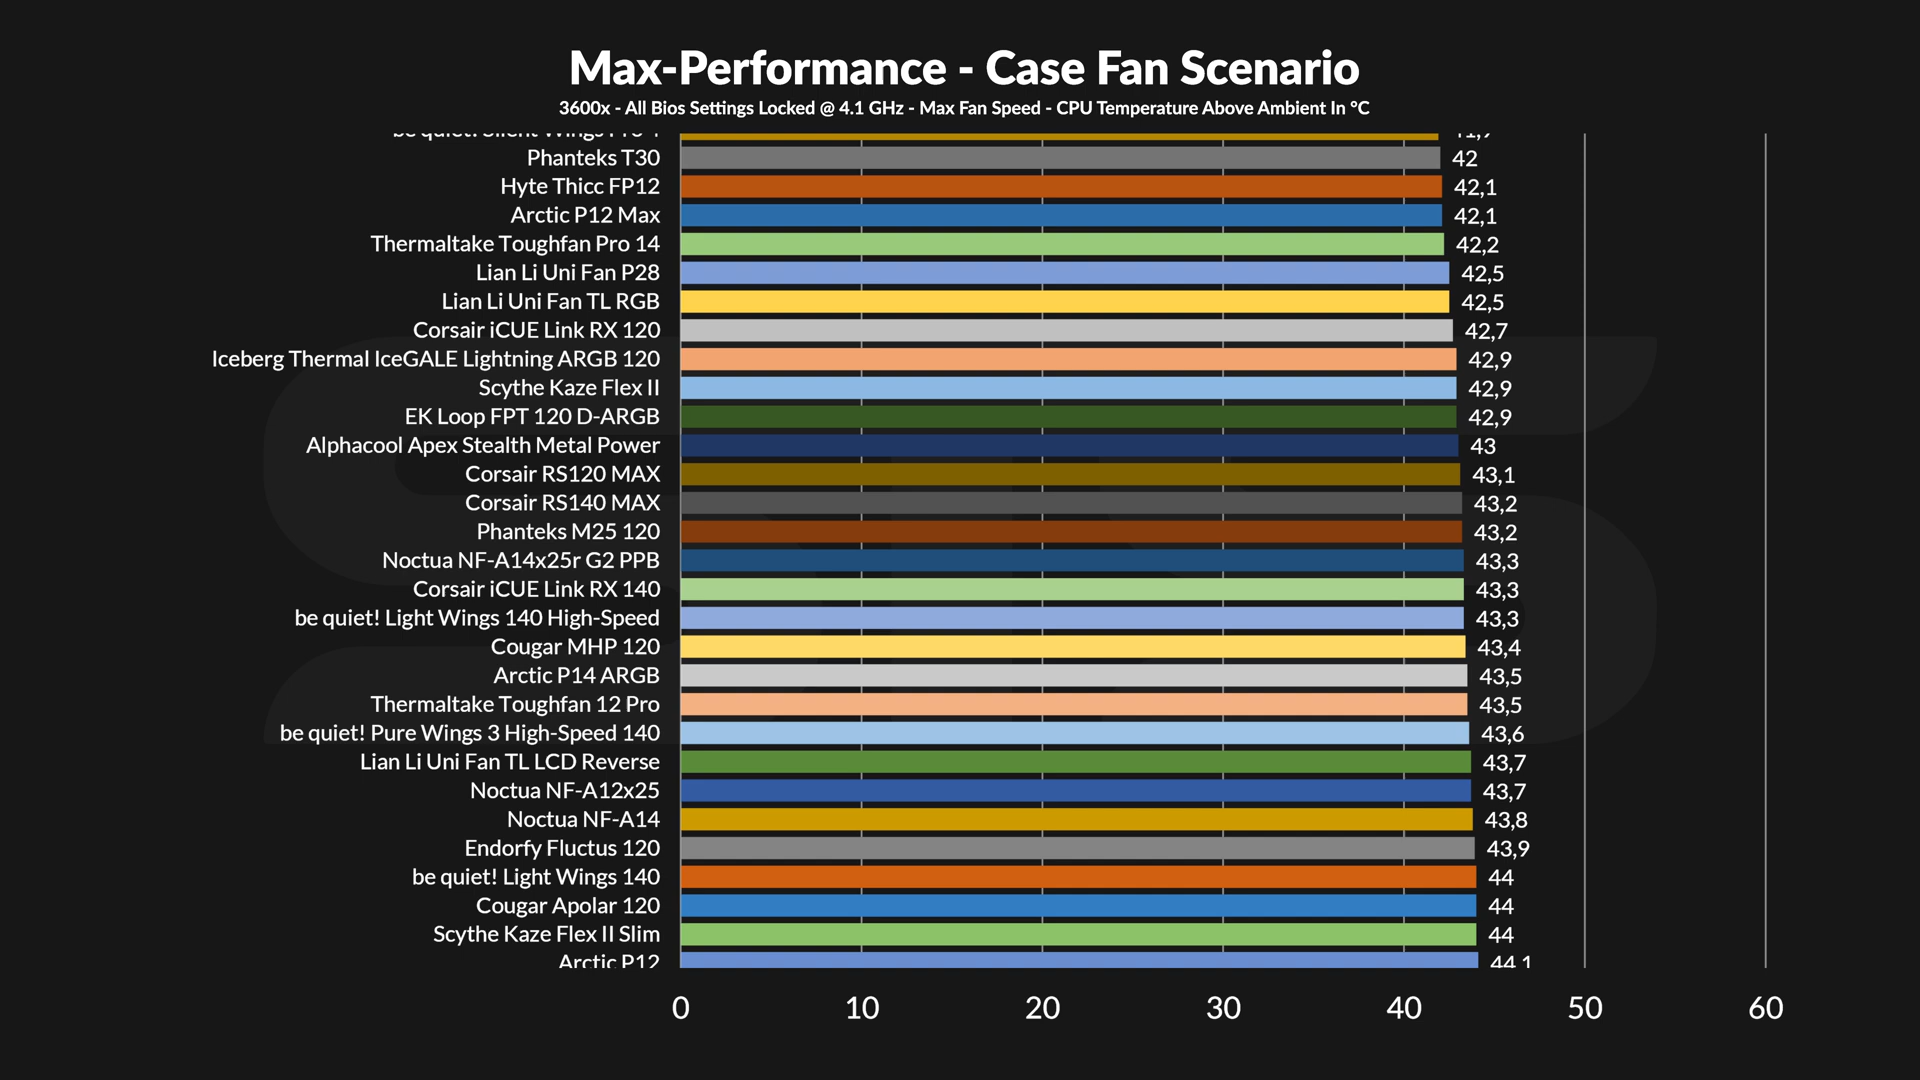 Max-Performance - Case Fan Scenario
3600x - All Bios Settings Locked @ 4.1 GHz - Max Fan Speed - CPU Temperature Above Ambient In °C
be quiet! Silent Wings Pro 4 41,9
Phanteks T30 42
Hyte Thicc FP12 42,1
Arctic P12 Max 42,1
Thermaltake Toughfan Pro 14 42,2
Lian Li Uni Fan P28 42,5
Lian Li Uni Fan TL RGB 42,5
Corsair iCUE Link RX 120 42,7
Iceberg Thermal IceGALE Lightning ARGB 120 42,9
Scythe Kaze Flex II 42,9
EK Loop FPT 120 D-ARGB 42,9
Alphacool Apex Stealth Metal Power 43
Corsair RS120 MAX 43,1
Corsair RS140 MAX 43,2
Phanteks M25 120 43,2
Noctua NF-A14x25r G2 PPB 43,3
Corsair iCUE Link RX 140 43,3
be quiet! Light Wings 140 High-Speed 43,3
Cougar MHP 120 43,4
Arctic P14 ARGB 43,5
Thermaltake Toughfan 12 Pro 43,5
be quiet! Pure Wings 3 High-Speed 140 43,6
Lian Li Uni Fan TL LCD Reverse 43,7
Noctua NF-A12x25 43,7
Noctua NF-A14 43,8
Endorfy Fluctus 120 43,9
be quiet! Light Wings 140 44
Cougar Apolar 120 44
Scythe Kaze Flex II Slim 44
Arctic P12 44,1
0 10 20 30 40 50 60